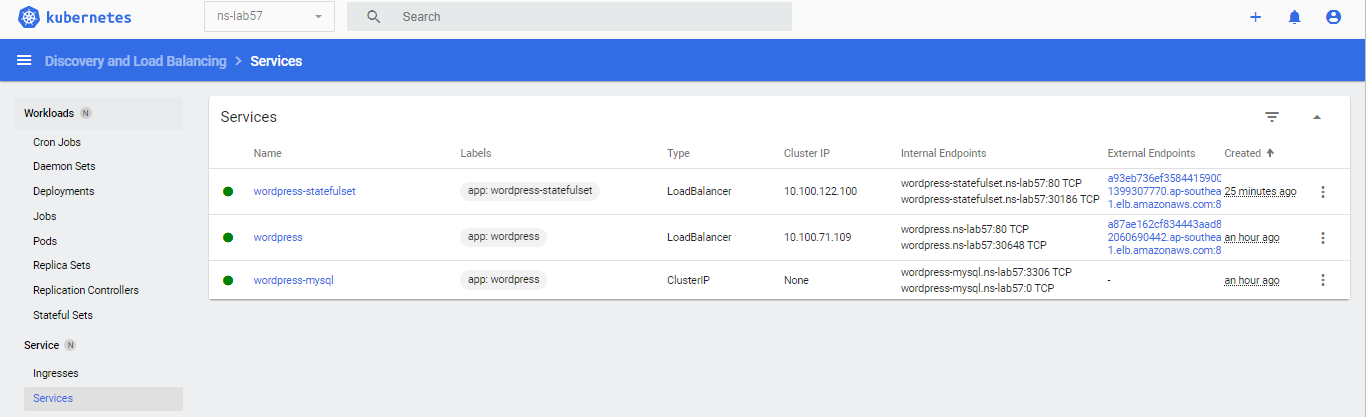 kubernetes
ns-lab57
Search
Discovery and Load Balancing > Services
Workloads N
Cron Jobs
Daemon Sets
Deployments
Jobs
Pods
Replica Sets
Replication Controllers
Stateful Sets
Service N
Ingresses
Services
Services
Name Labels Type Cluster IP Internal Endpoints External Endpoints Created
wordpress-statefulset app: wordpress-statefulset LoadBalancer 10.100.122.100
wordpress-statefulset.ns-lab57:80 TCP
wordpress-statefulset.ns-lab57:30186 TCP
a93eb736ef3584415900
1399307770.ap-southea
1.elb.amazonaws.com:8
25 minutes ago
wordpress app: wordpress LoadBalancer 10.100.71.109
wordpress.ns-lab57:80 TCP
wordpress.ns-lab57:30648 TCP
a87ae162cf834443aad8
2060690442.ap-southea
1.elb.amazonaws.com:8
an hour ago
wordpress-mysql app: wordpress ClusterIP None
wordpress-mysql.ns-lab57:3306 TCP
wordpress-mysql.ns-lab57:0 TCP
-
an hour ago